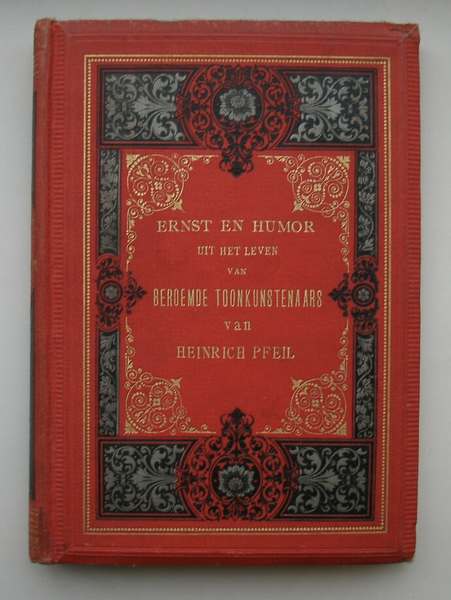 ERNST EN HUMOR
UIT HET LEVEN
VAN
BEROEMDE TOONKUNSTENAARS
van
HEINRICH PFEIL